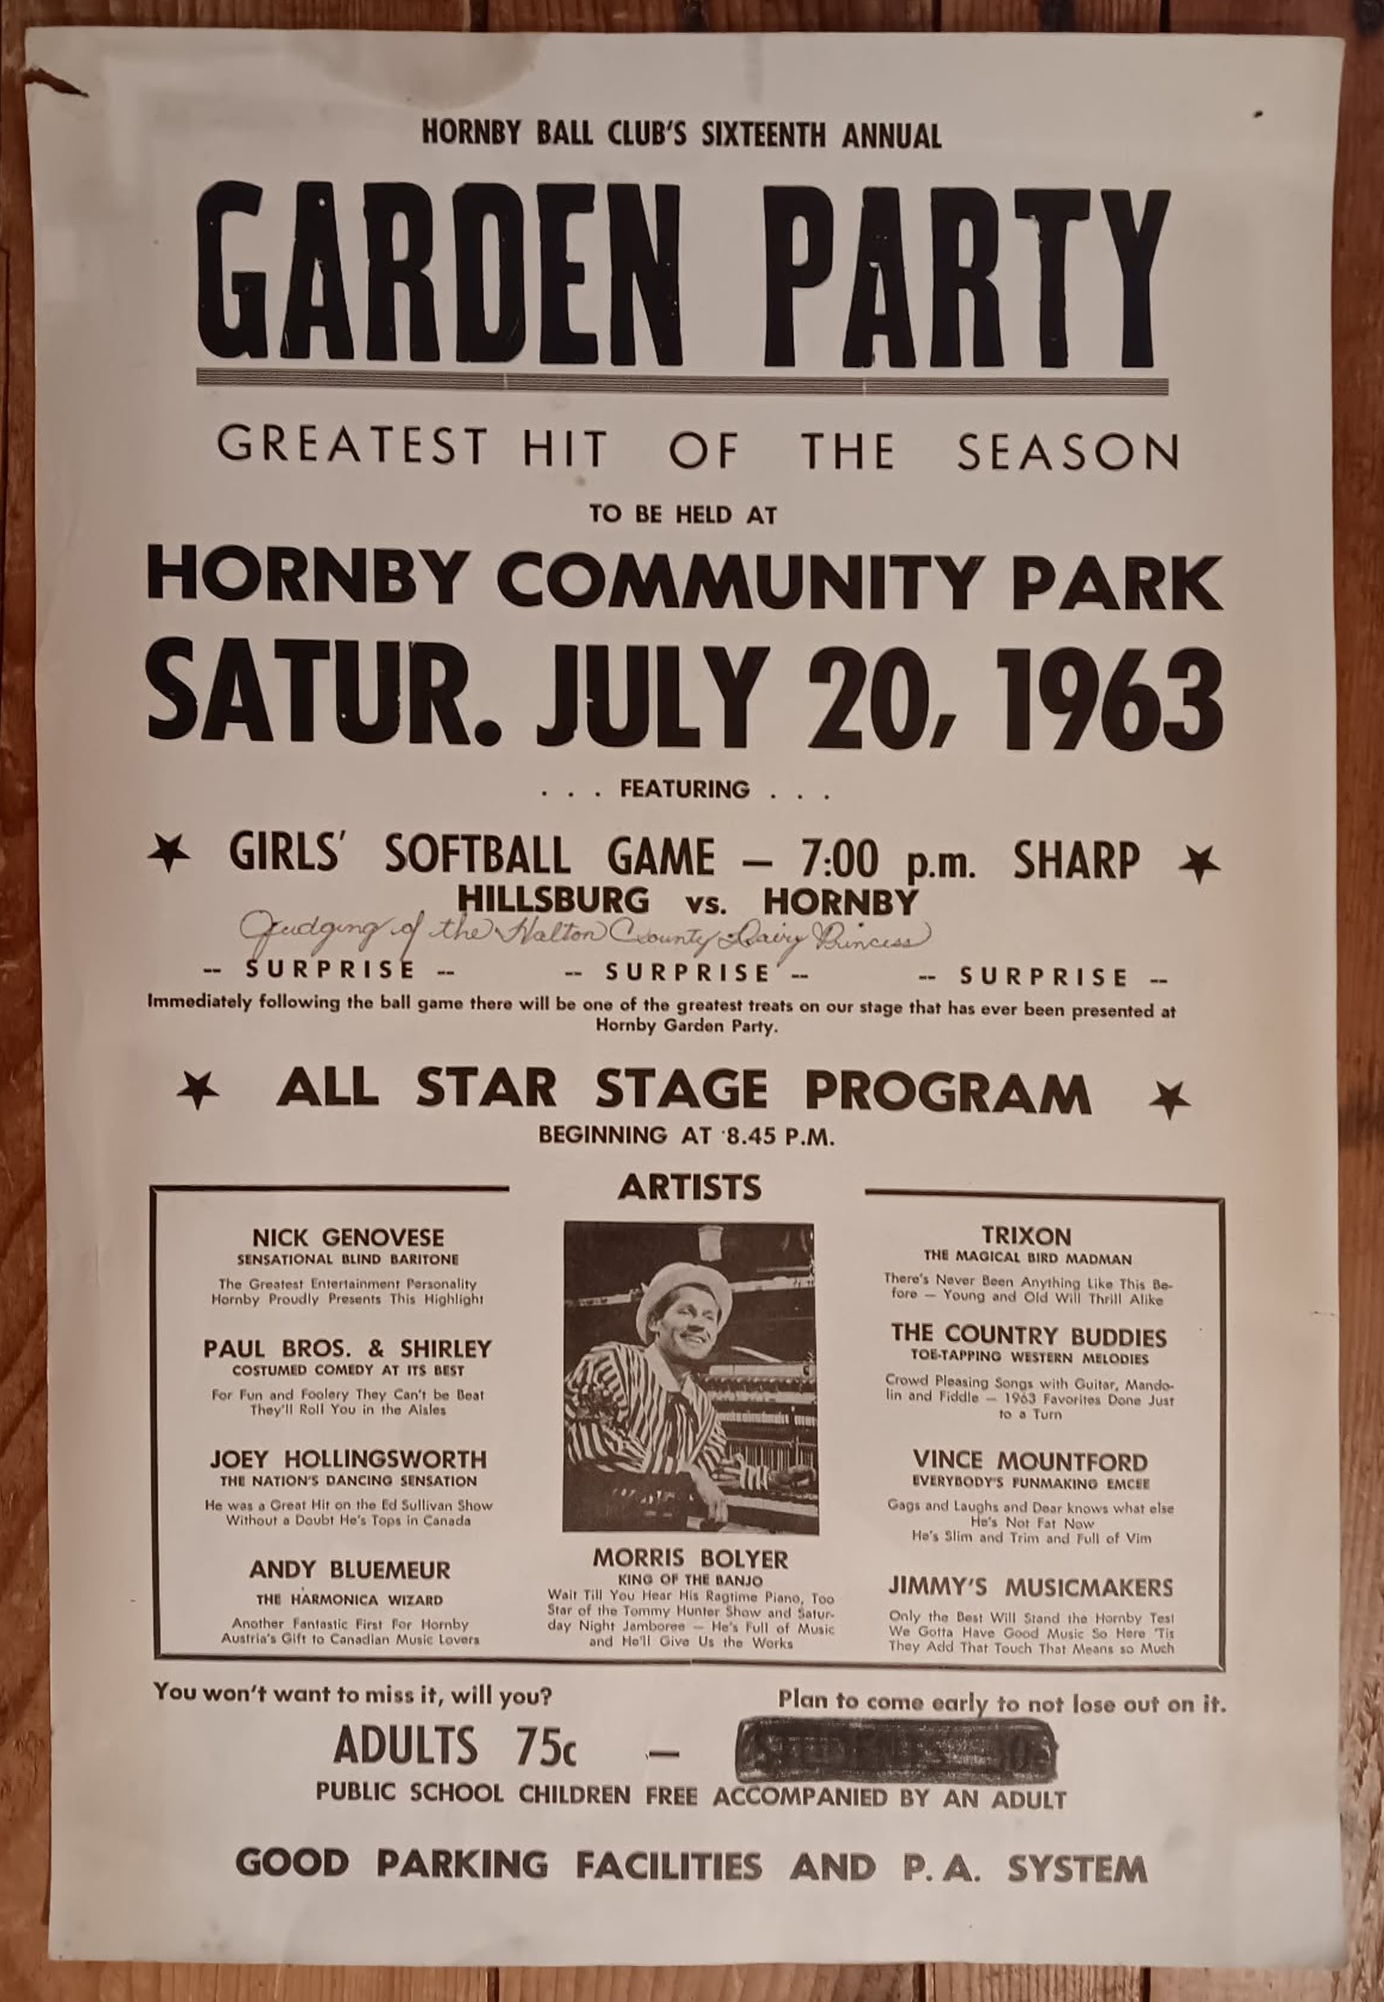 HORNBY BALL CLUB'S SIXTEENTH ANNUAL
GARDEN PARTY
GREATEST HIT OF THE SEASON
TO BE HELD AT
HORNBY COMMUNITY PARK
SATUR. JULY 20, 1963
. . . FEATURING . . .
★ GIRLS' SOFTBALL GAME – 7:00 p.m. SHARP ★
HILLSBURG vs. HORNBY
Judging of the Halton County Dairy Princess
-- SURPRISE -- -- SURPRISE -- -- SURPRISE --
Immediately following the ball game there will be one of the greatest treats on our stage that has ever been presented at
Hornby Garden Party.
★ ALL STAR STAGE PROGRAM ★
BEGINNING AT 8.45 P.M.
ARTISTS
NICK GENOVESE
SENSATIONAL BLIND BARITONE
The Greatest Entertainment Personality
Hornby Proudly Presents This Highlight
PAUL BROS. & SHIRLEY
COSTUMED COMEDY AT ITS BEST
For Fun and Foolery They Can't be Beat
They'll Roll You in the Aisles
JOEY HOLLINGSWORTH
THE NATION'S DANCING SENSATION
He was a Great Hit on the Ed Sullivan Show
Without a Doubt He's Tops in Canada
ANDY BLUEMEUR
THE HARMONICA WIZARD
Another Fantastic First For Hornby
Austria's Gift to Canadian Music Lovers
MORRIS BOLYER
KING OF THE BANJO
Wait Till You Hear His Ragtime Piano, Too
Star of the Tommy Hunter Show and Satur-
day Night Jamboree – He's Full of Music
and He'll Give Us the Works
TRIXON
THE MAGICAL BIRD MADMAN
There's Never Been Anything Like This Be-
fore – Young and Old Will Thrill Alike
THE COUNTRY BUDDIES
TOE-TAPPING WESTERN MELODIES
Crowd Pleasing Songs with Guitar, Mando-
lin and Fiddle – 1963 Favorites Done Just
to a Turn
VINCE MOUNTFORD
EVERYBODY'S FUNMAKING EMCEE
Gags and Laughs and Dear knows what else
He's Not Fat Now
He's Slim and Trim and Full of Vim
JIMMY'S MUSICMAKERS
Only the Best Will Stand the Hornby Test
We Gotta Have Good Music So Here 'Tis
They Add That Touch That Means so Much
You won't want to miss it, will you? Plan to come early to not lose out on it.
ADULTS 75c –
PUBLIC SCHOOL CHILDREN FREE ACCOMPANIED BY AN ADULT
GOOD PARKING FACILITIES AND P. A. SYSTEM